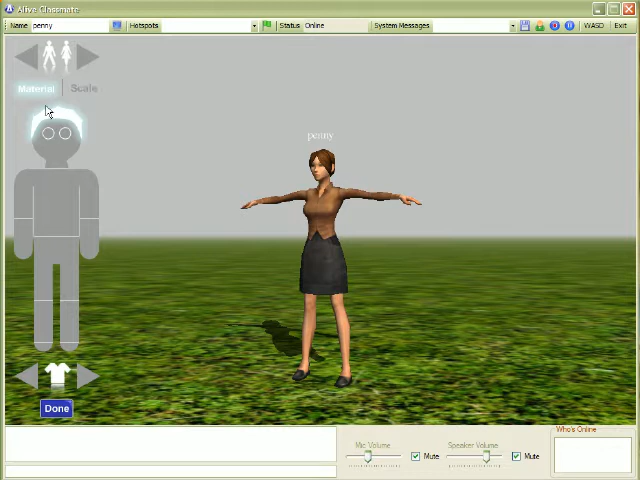 Alive Classmate
Name penny Hotspots Status Online System Messages WASD Exit
Material Scale
penny
Done
Mic Volume Mute Speaker Volume Mute
Who's Online